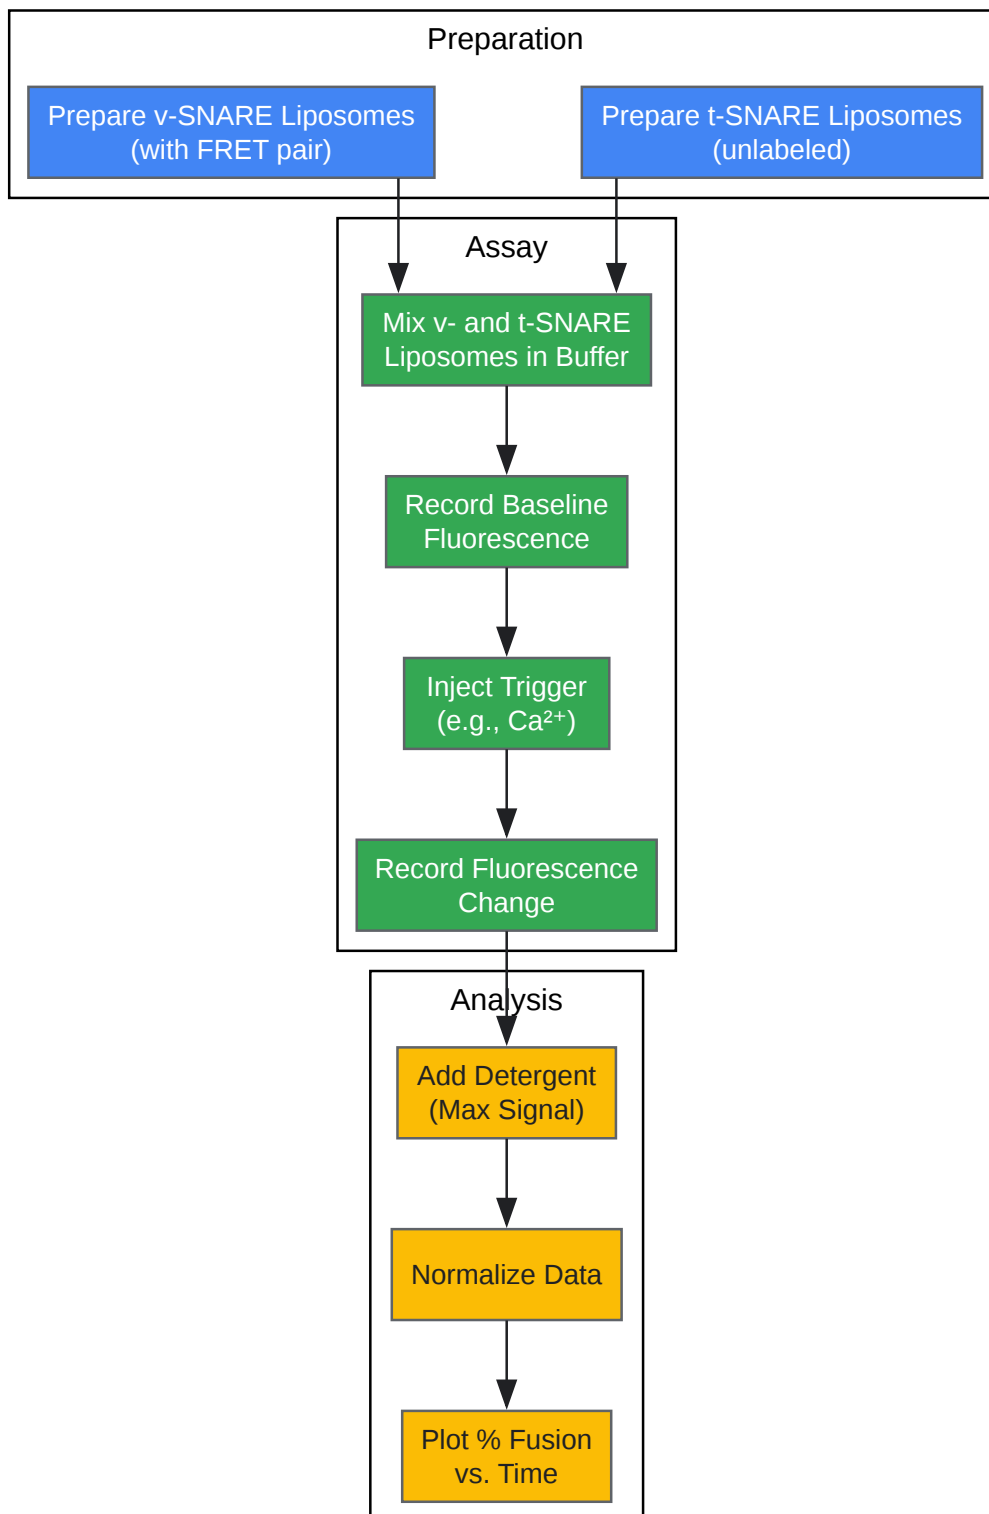 Preparation
Prepare v-SNARE Liposomes
(with FRET pair)
Prepare t-SNARE Liposomes
(unlabeled)
Assay
Mix v- and t-SNARE
Liposomes in Buffer
Record Baseline
Fluorescence
Inject Trigger
(e.g., Ca²⁺)
Record Fluorescence
Change
Analysis
Add Detergent
(Max Signal)
Normalize Data
Plot % Fusion
vs. Time